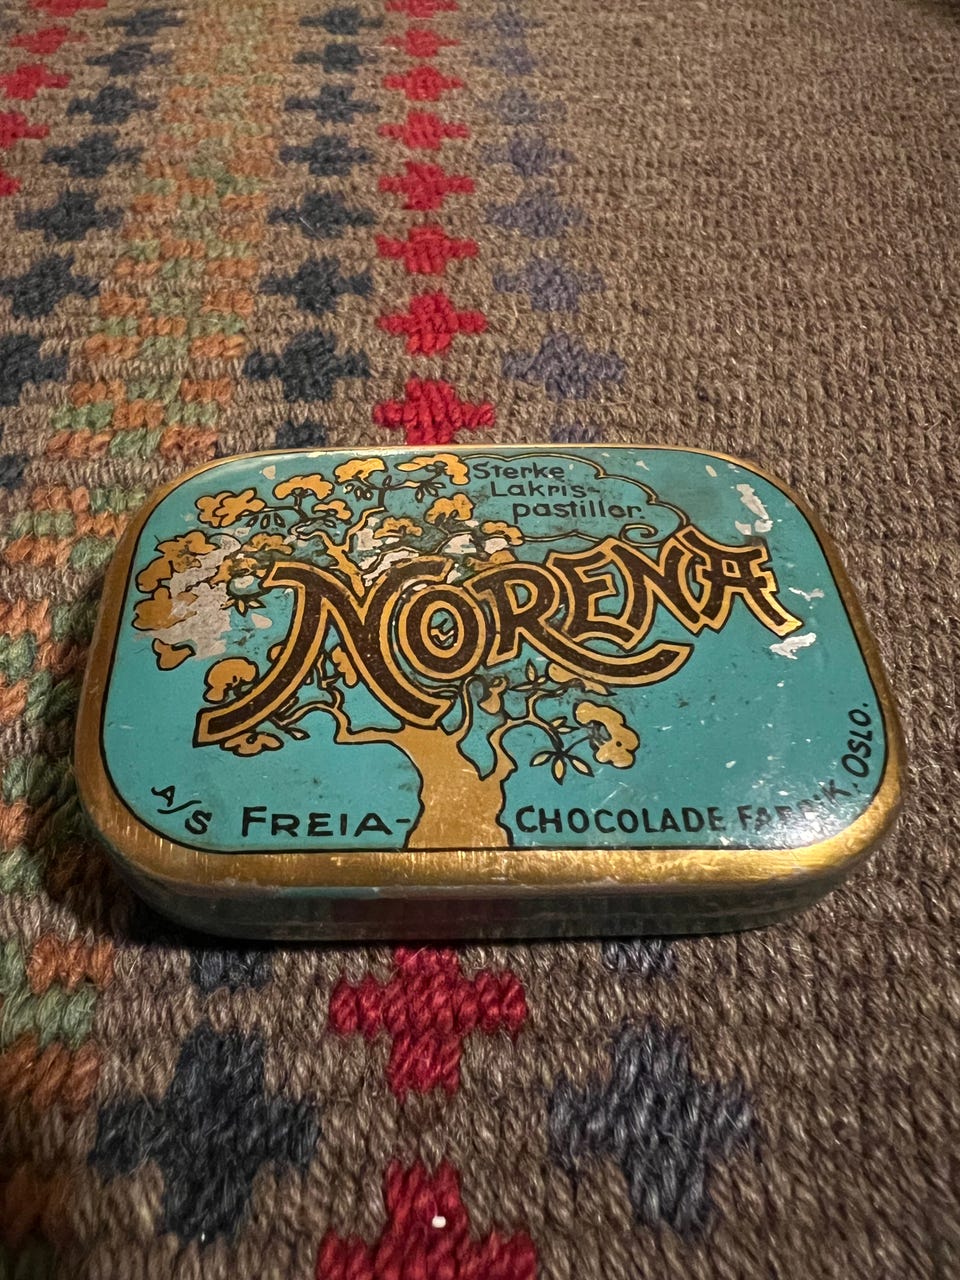 Sterke
Lakris-
pastiller
NORENA
A/S FREIA-CHOCOLADE FABRIK. OSLO.